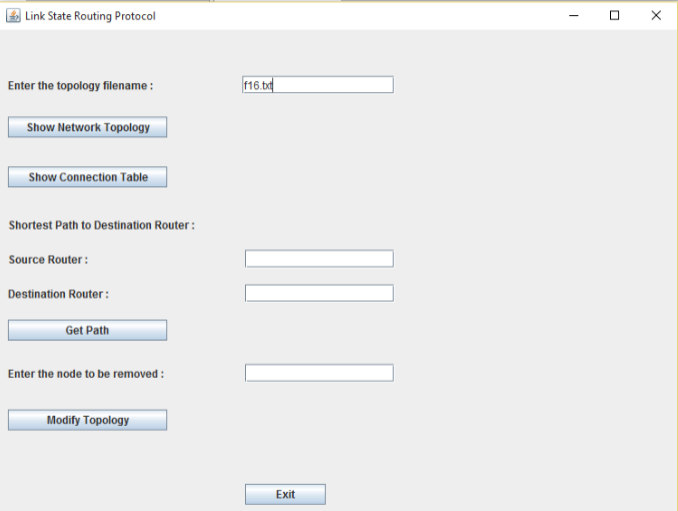 Link State Routing Protocol
Enter the topology filename : f16.txt
Show Network Topology
Show Connection Table
Shortest Path to Destination Router :
Source Router :
Destination Router :
Get Path
Enter the node to be removed :
Modify Topology
Exit